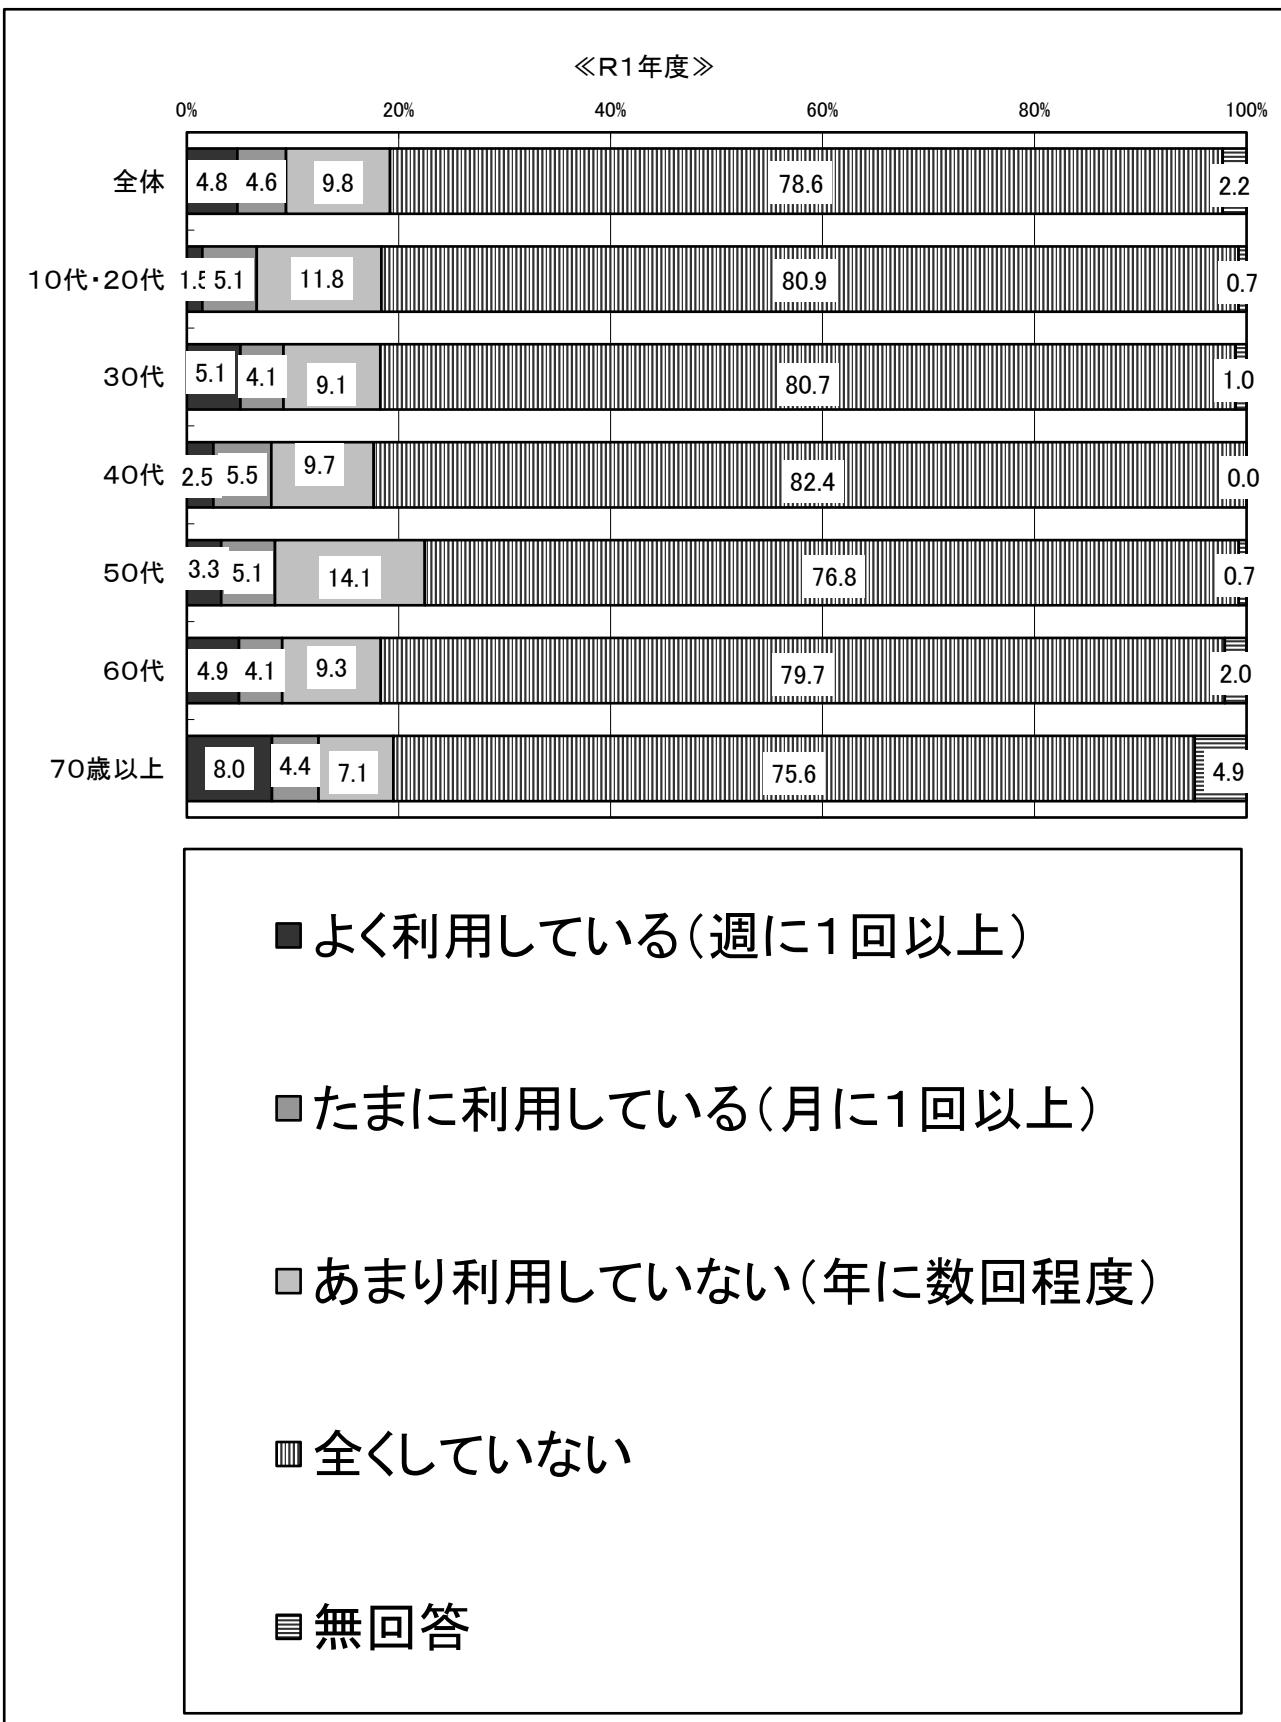 ≪R1年度≫
0% 20% 40% 60% 80% 100%
全体 4.8 4.6 9.8 78.6 2.2
10代・20代 1.5 5.1 11.8 80.9 0.7
30代 5.1 4.1 9.1 80.7 1.0
40代 2.5 5.5 9.7 82.4 0.0
50代 3.3 5.1 14.1 76.8 0.7
60代 4.9 4.1 9.3 79.7 2.0
70歳以上 8.0 4.4 7.1 75.6 4.9
よく利用している（週に１回以上）
たまに利用している（月に１回以上）
あまり利用していない（年に数回程度）
全くしていない
無回答